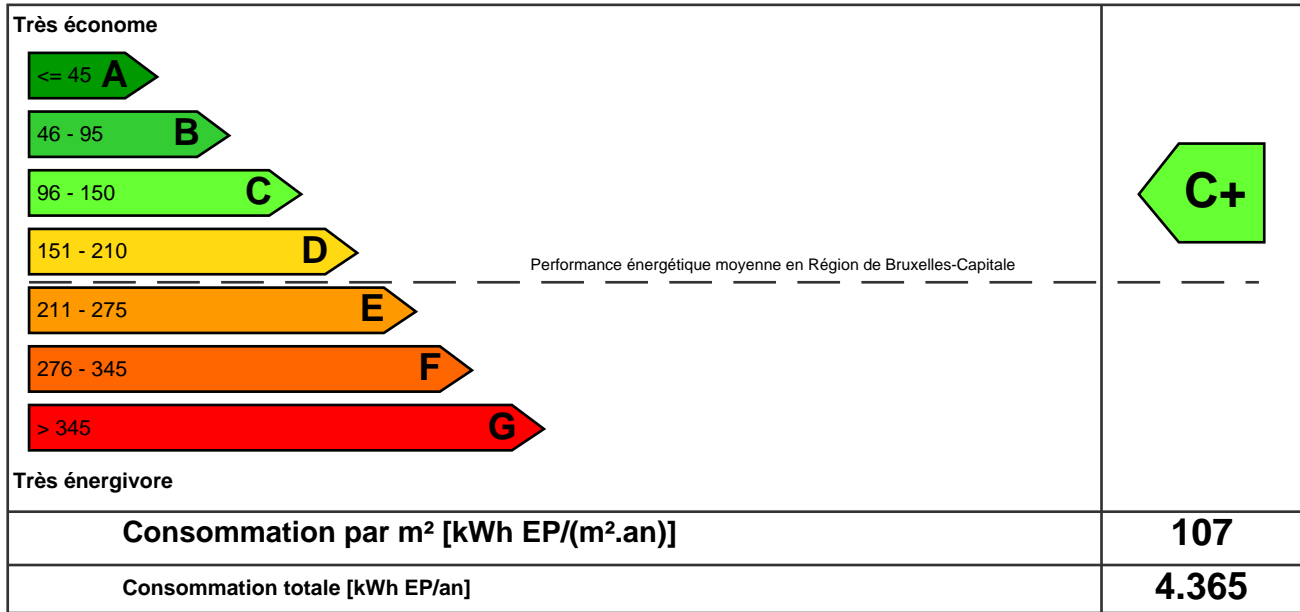 Très économe
<= 45 A
46 - 95 B
96 - 150 C
C+
151 - 210 D
Performance énergétique moyenne en Région de Bruxelles-Capitale
211 - 275 E
276 - 345 F
> 345 G
Très énergivore
Consommation par m² [kWh EP/(m².an)] 107
Consommation totale [kWh EP/an] 4.365